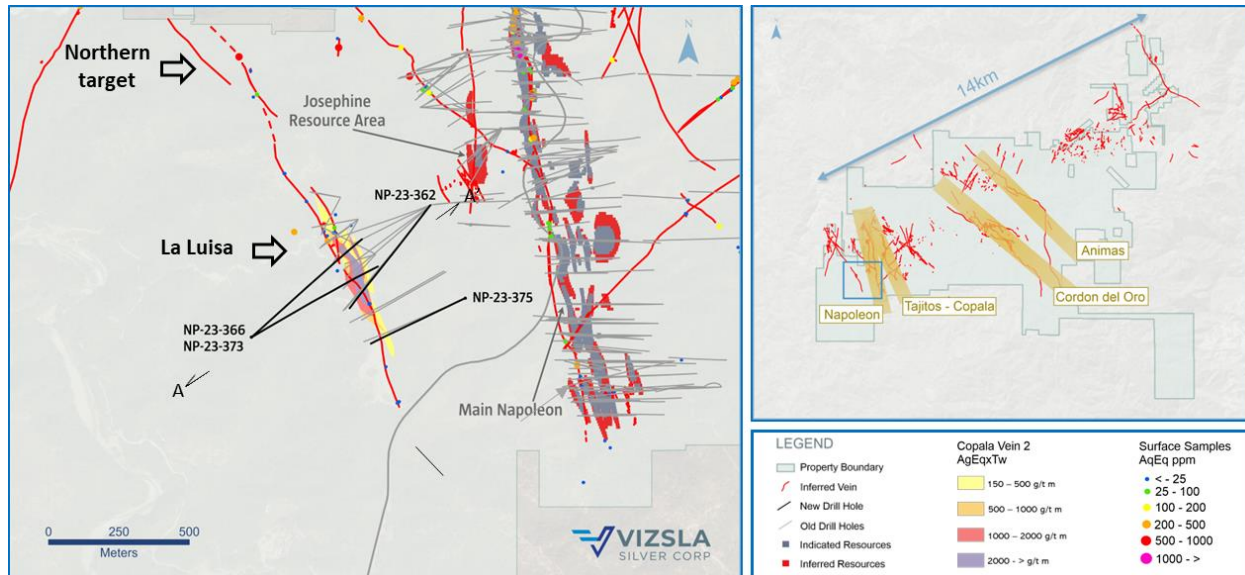 Northern
target
Josephine
Resource Area
N
NP-23-362
A'
La Luisa
NP-23-375
NP-23-366
NP-23-373
A
Main Napoleon
0 250 500
Meters
VIZSLA
SILVER CORP
N
14km
Animas
Cordon del Oro
Napoleon
Tajitos - Copala
LEGEND
Property Boundary
Inferred Vein
New Drill Hole
Old Drill Holes
Indicated Resources
Inferred Resources
Copala Vein 2
AgEqxTw
150 – 500 g/t m
500 – 1000 g/t m
1000 – 2000 g/t m
2000 - > g/t m
Surface Samples
AqEq ppm
< - 25
25 - 100
100 - 200
200 - 500
500 - 1000
1000 - >